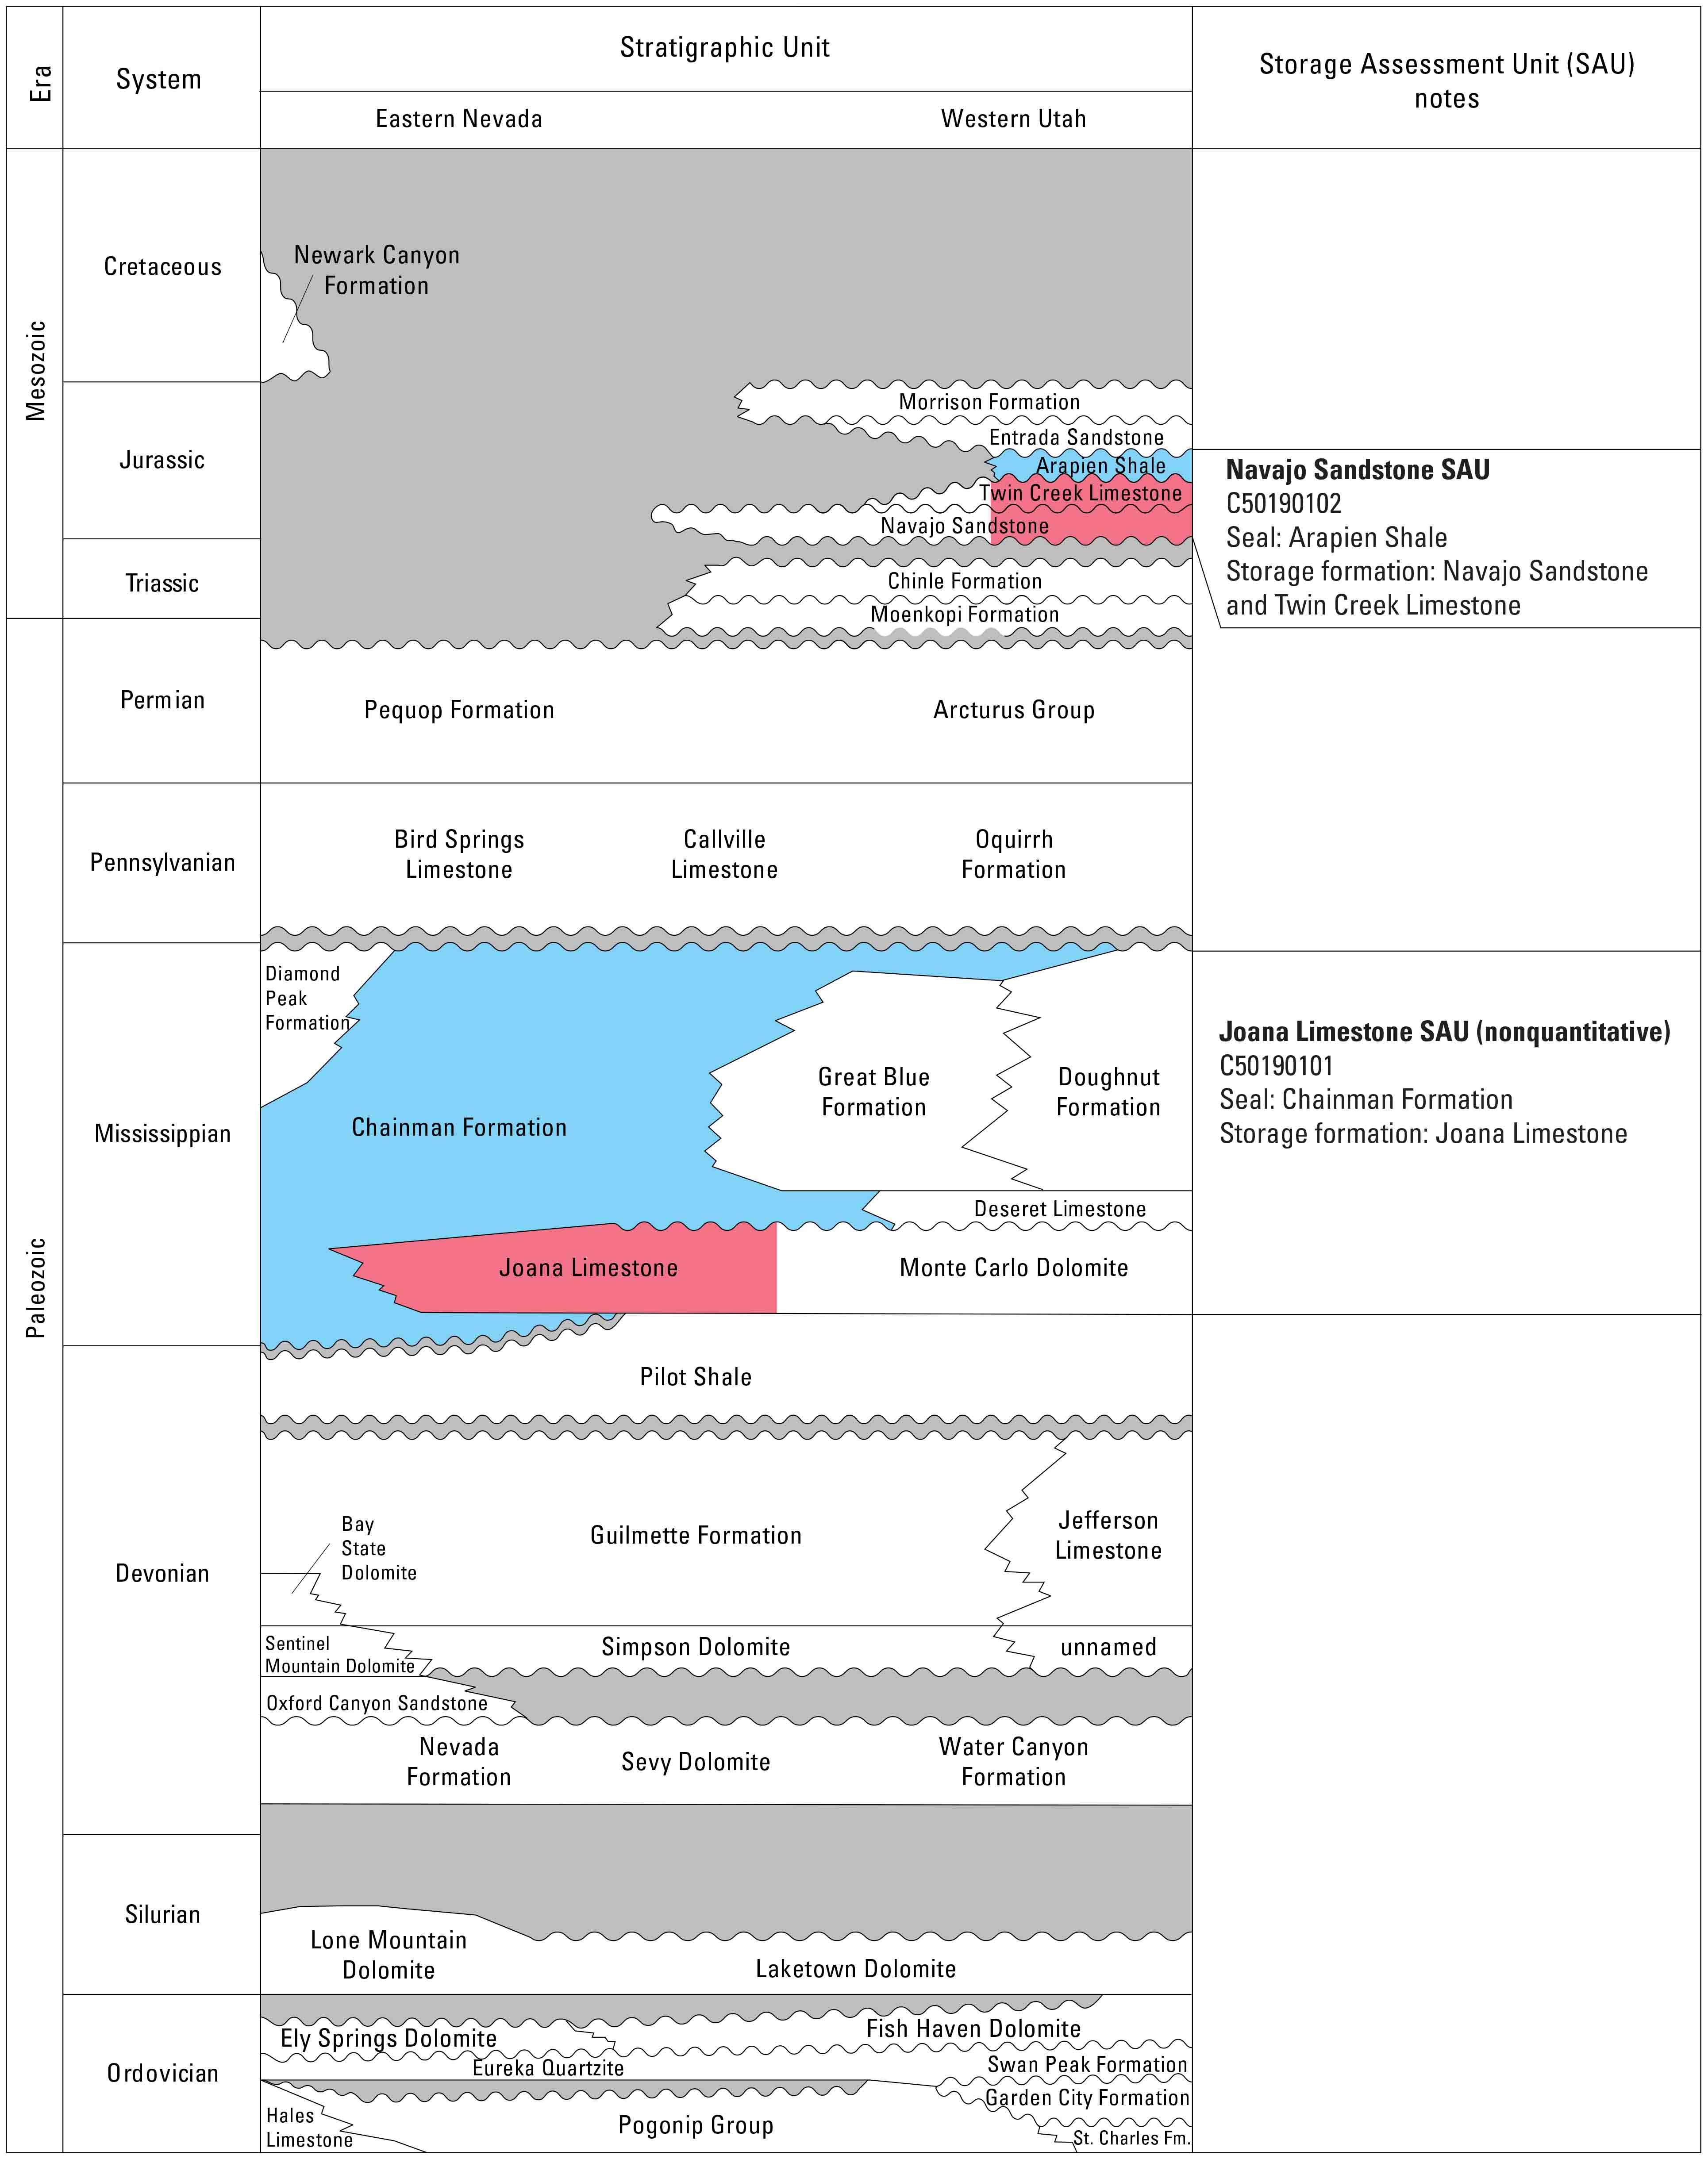 Era
System
Stratigraphic Unit
Eastern Nevada
Western Utah
Storage Assessment Unit (SAU)
notes
Mesozoic
Cretaceous
Newark Canyon
Formation
Jurassic
Morrison Formation
Entrada Sandstone
Arapien Shale
Twin Creek Limestone
Navajo Sandstone
Navajo Sandstone SAU
C50190102
Seal: Arapien Shale
Storage formation: Navajo Sandstone
and Twin Creek Limestone
Triassic
Chinle Formation
Moenkopi Formation
Paleozoic
Permian
Pequop Formation
Arcturus Group
Pennsylvanian
Bird Springs
Limestone
Callville
Limestone
Oquirrh
Formation
Mississippian
Diamond
Peak
Formation
Chainman Formation
Great Blue
Formation
Doughnut
Formation
Deseret Limestone
Joana Limestone
Monte Carlo Dolomite
Joana Limestone SAU (nonquantitative)
C50190101
Seal: Chainman Formation
Storage formation: Joana Limestone
Devonian
Pilot Shale
Bay
State
Dolomite
Guilmette Formation
Jefferson
Limestone
Sentinel
Mountain Dolomite
Simpson Dolomite
unnamed
Oxford Canyon Sandstone
Nevada
Formation
Sevy Dolomite
Water Canyon
Formation
Silurian
Lone Mountain
Dolomite
Laketown Dolomite
Ordovician
Ely Springs Dolomite
Fish Haven Dolomite
Eureka Quartzite
Swan Peak Formation
Garden City Formation
Hales
Limestone
Pogonip Group
St. Charles Fm.